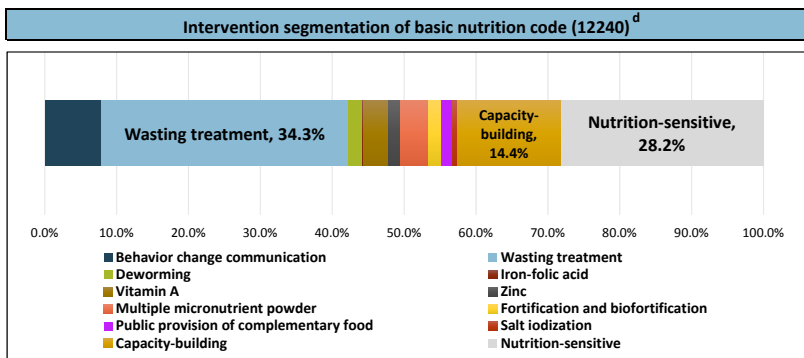 Intervention segmentation of basic nutrition code (12240) d
Wasting treatment, 34.3%
Capacity-
building,
14.4%
Nutrition-sensitive,
28.2%
0.0% 10.0% 20.0% 30.0% 40.0% 50.0% 60.0% 70.0% 80.0% 90.0% 100.0%
Behavior change communication Wasting treatment
Deworming Iron-folic acid
Vitamin A Zinc
Multiple micronutrient powder Fortification and biofortification
Public provision of complementary food Salt iodization
Capacity-building Nutrition-sensitive